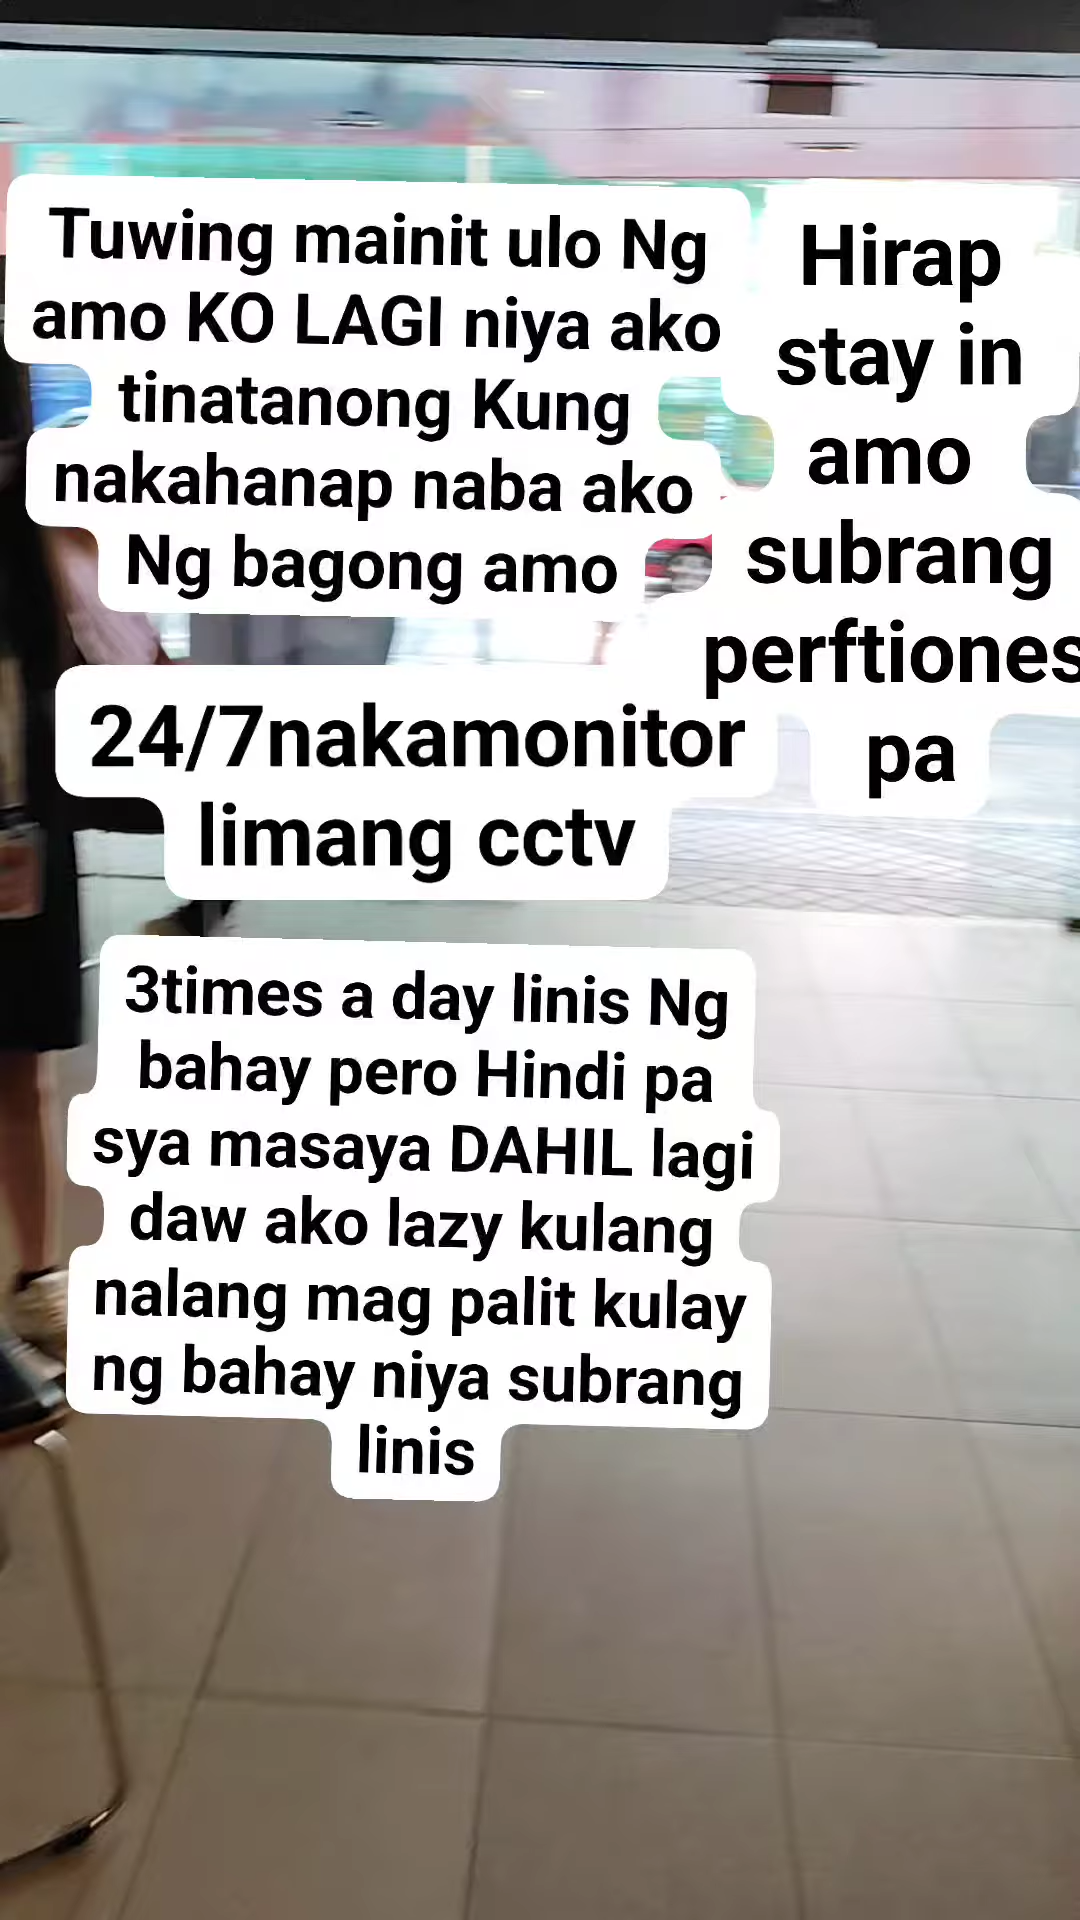 Tuwing mainit ulo Ng
amo KO LAGI niya ako
tinatanong Kung
nakahanap naba ako
Ng bagong amo
Hirap
stay in
amo
subrang
perftiones
pa
24/7nakamonitor
limang cctv
3times a day linis Ng
bahay pero Hindi pa
sya masaya DAHIL lagi
daw ako lazy kulang
nalang mag palit kulay
ng bahay niya subrang
linis